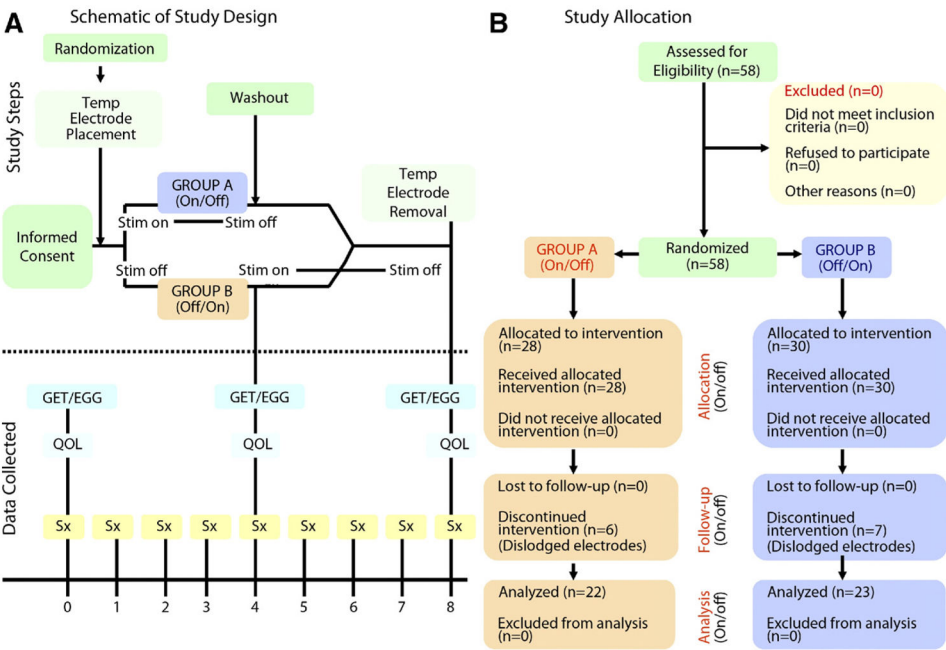 A
Schematic of Study Design
Study Steps
Randomization
Temp
Electrode
Placement
Washout
GROUP A
(On/Off)
Temp
Electrode
Removal
Informed
Consent
Stim on
Stim off
Stim off
Stim on
Stim off
GROUP B
(Off/On)
Data Collected
GET/EGG
GET/EGG
GET/EGG
QOL
QOL
QOL
Sx
Sx
Sx
Sx
Sx
Sx
Sx
Sx
Sx
0
1
2
3
4
5
6
7
8
B
Study Allocation
Assessed for
Eligibility (n=58)
Excluded (n=0)
Did not meet inclusion
criteria (n=0)
Refused to participate
(n=0)
Other reasons (n=0)
GROUP A
(On/Off)
Randomized
(n=58)
GROUP B
(Off/On)
Allocated to intervention
(n=28)
Received allocated
intervention (n=28)
Did not receive allocated
intervention (n=0)
Allocation
(On/off)
Allocated to intervention
(n=30)
Received allocated
intervention (n=30)
Did not receive allocated
intervention (n=0)
Lost to follow-up (n=0)
Discontinued
intervention (n=6)
(Dislodged electrodes)
Follow-up
(On/off)
Lost to follow-up (n=0)
Discontinued
intervention (n=7)
(Dislodged electrodes)
Analyzed (n=22)
Excluded from analysis
(n=0)
Analysis
(On/off)
Analyzed (n=23)
Excluded from analysis
(n=0)